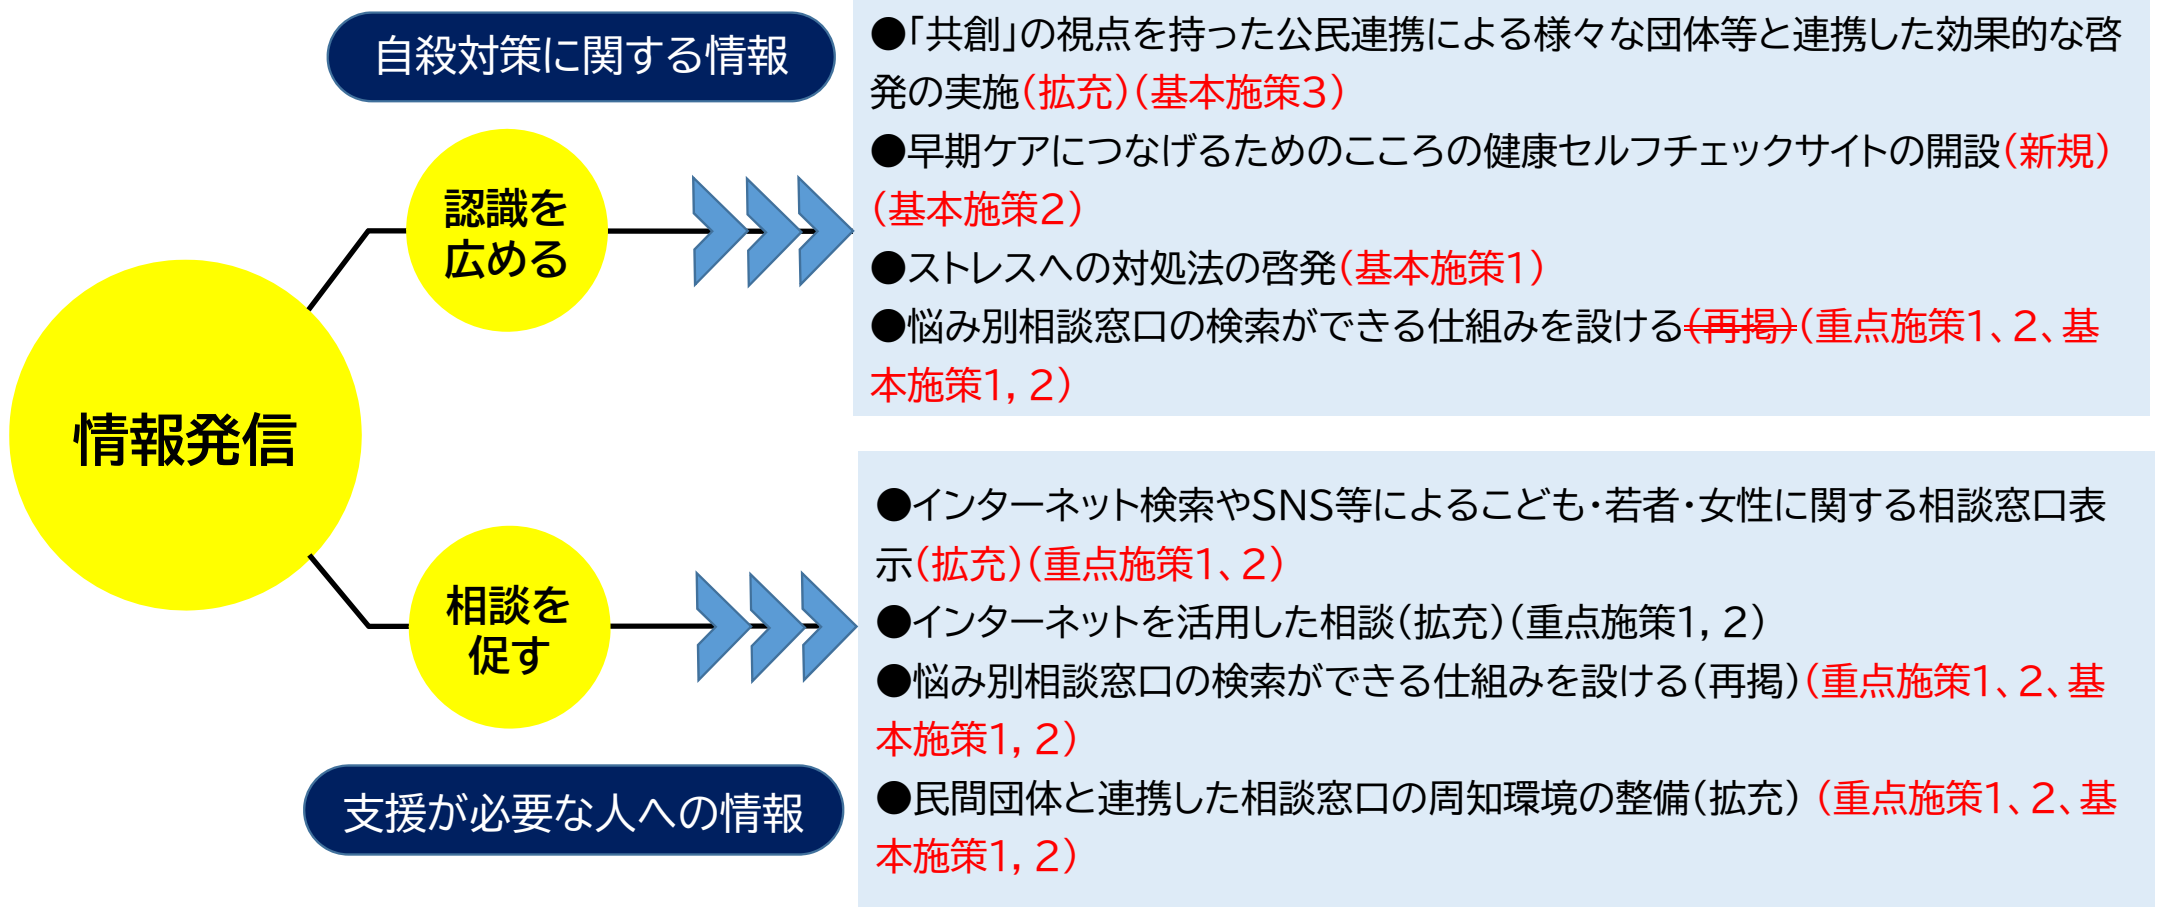 自殺対策に関する情報
●「共創」の視点を持った公民連携による様々な団体等と連携した効果的な啓
発の実施(拡充)(基本施策3)
●早期ケアにつなげるためのこころの健康セルフチェックサイトの開設(新規)
(基本施策2)
●ストレスへの対処法の啓発(基本施策1)
●悩み別相談窓口の検索ができる仕組みを設ける(再掲)(重点施策1、2、基
本施策1,2)
認識を
広める
情報発信
相談を
促す
●インターネット検索やSNS等によるこども・若者・女性に関する相談窓口表
示(拡充)(重点施策1、2)
●インターネットを活用した相談(拡充)(重点施策1,2)
●悩み別相談窓口の検索ができる仕組みを設ける(再掲)(重点施策1、2、基
本施策1,2)
●民間団体と連携した相談窓口の周知環境の整備(拡充) (重点施策1、2、基
本施策1,2)
支援が必要な人への情報